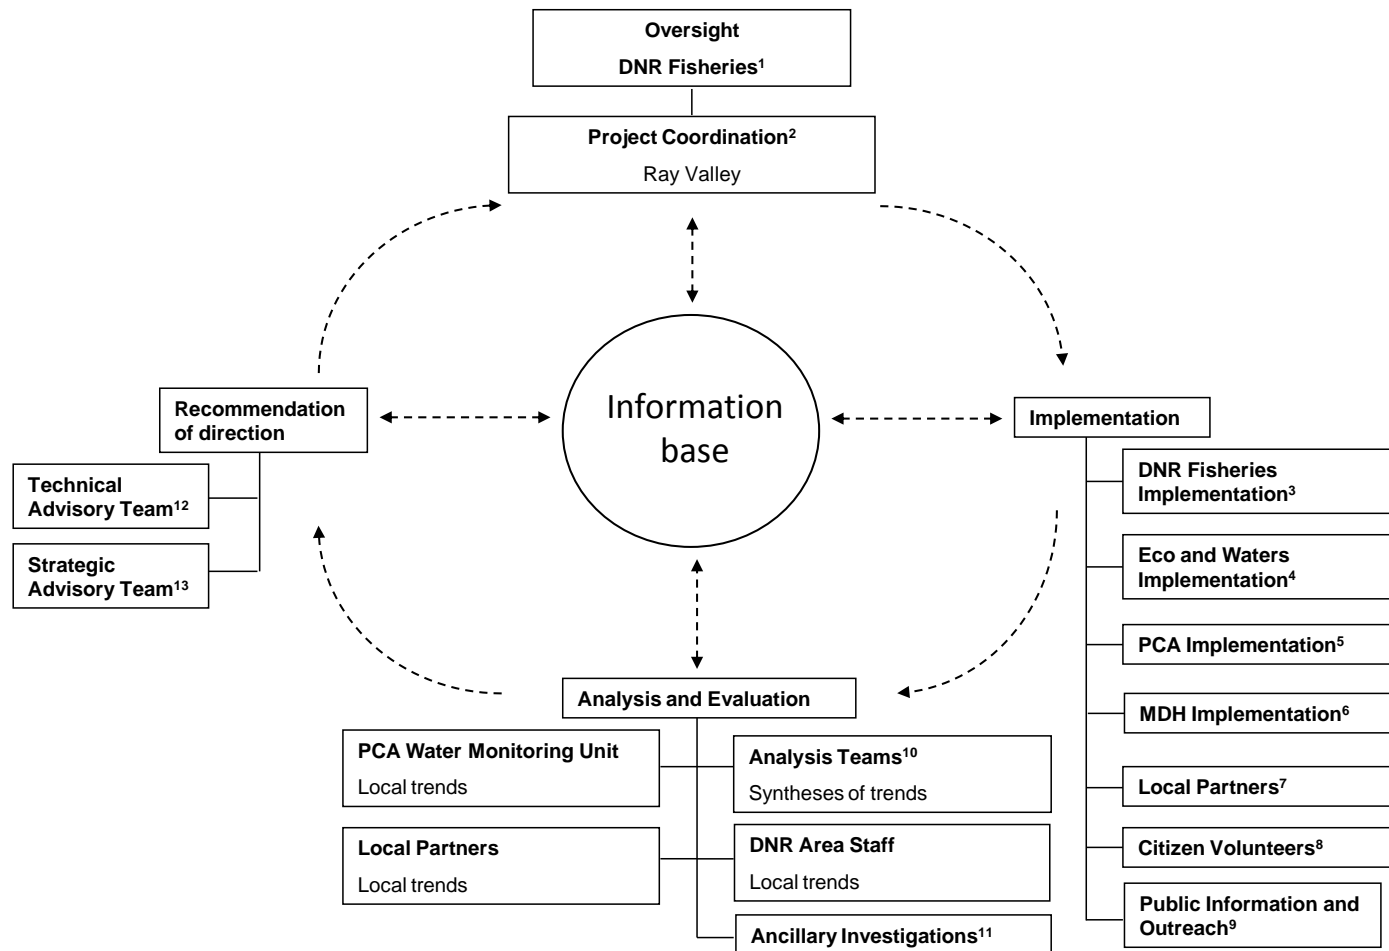 Oversight
DNR Fisheries¹
Project Coordination²
Ray Valley
Information
base
Recommendation
of direction
Technical
Advisory Team¹²
Strategic
Advisory Team¹³
Implementation
DNR Fisheries
Implementation³
Eco and Waters
Implementation⁴
PCA Implementation⁵
MDH Implementation⁶
Local Partners⁷
Citizen Volunteers⁸
Public Information and
Outreach⁹
Analysis and Evaluation
PCA Water Monitoring Unit
Local trends
Analysis Teams¹⁰
Syntheses of trends
Local Partners
Local trends
DNR Area Staff
Local trends
Ancillary Investigations¹¹